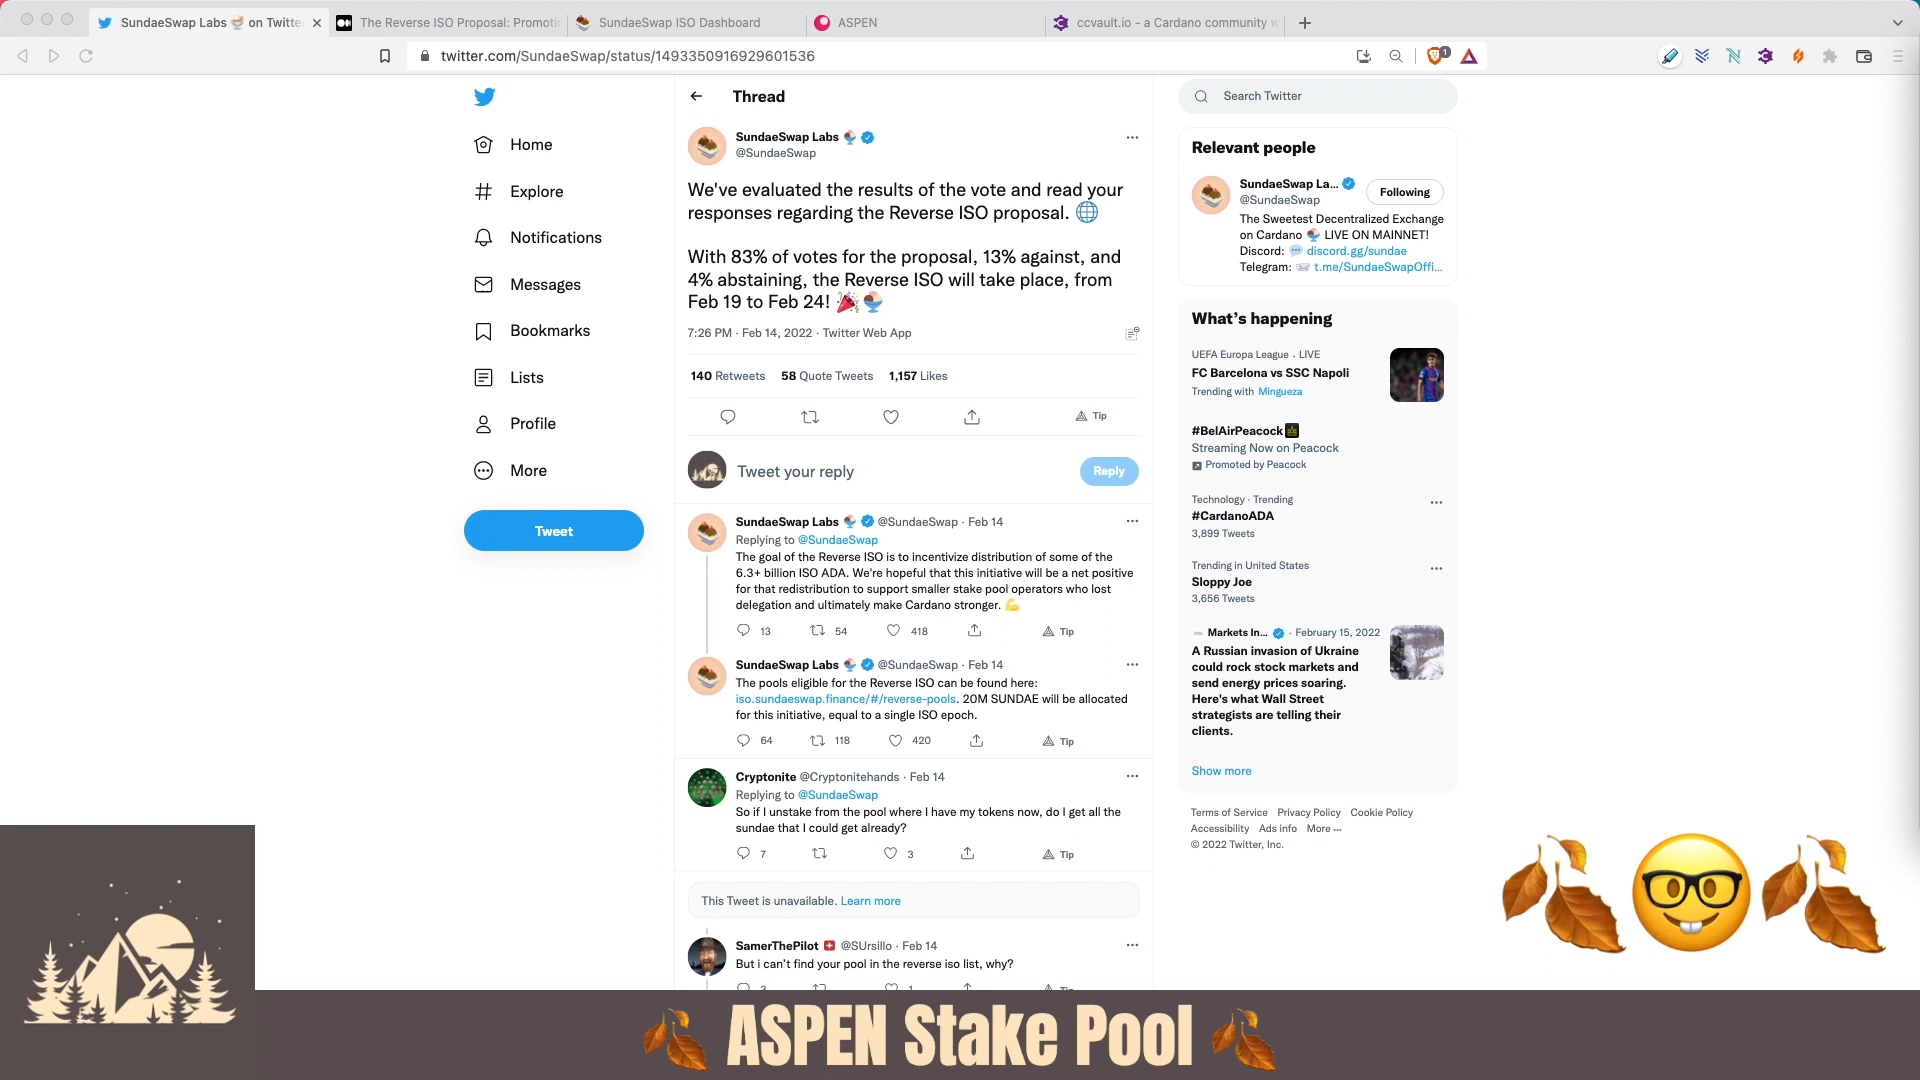 SundaeSwap Labs 🍨 on Twitte
The Reverse ISO Proposal: Promotin
SundaeSwap ISO Dashboard
ASPEN
ccvault.io - a Cardano community w
twitter.com/SundaeSwap/status/1493350916929601536
1
Home
Explore
Notifications
Messages
Bookmarks
Lists
Profile
More
Tweet
Thread
SundaeSwap Labs 🍨
@SundaeSwap
We've evaluated the results of the vote and read your
responses regarding the Reverse ISO proposal. 🌐
With 83% of votes for the proposal, 13% against, and
4% abstaining, the Reverse ISO will take place, from
Feb 19 to Feb 24! 🎉🍨
7:26 PM · Feb 14, 2022 · Twitter Web App
140 Retweets 58 Quote Tweets 1,157 Likes
Tip
Tweet your reply
Reply
SundaeSwap Labs 🍨 @SundaeSwap · Feb 14
Replying to @SundaeSwap
The goal of the Reverse ISO is to incentivize distribution of some of the
6.3+ billion ISO ADA. We're hopeful that this initiative will be a net positive
for that redistribution to support smaller stake pool operators who lost
delegation and ultimately make Cardano stronger. 💪
13 54 418 Tip
SundaeSwap Labs 🍨 @SundaeSwap · Feb 14
The pools eligible for the Reverse ISO can be found here:
iso.sundaeswap.finance/#/reverse-pools. 20M SUNDAE will be allocated
for this initiative, equal to a single ISO epoch.
64 118 420 Tip
Cryptonite @Cryptonitehands · Feb 14
Replying to @SundaeSwap
So if I unstake from the pool where I have my tokens now, do I get all the
sundae that I could get already?
7 3 Tip
This Tweet is unavailable. Learn more
SamerThePilot 🇨🇭 @SUrsillo · Feb 14
But i can't find your pool in the reverse iso list, why?
3 1 Tip
Search Twitter
Relevant people
SundaeSwap La...
@SundaeSwap
Following
The Sweetest Decentralized Exchange
on Cardano 🍨 LIVE ON MAINNET!
Discord: 💬 discord.gg/sundae
Telegram: 📨 t.me/SundaeSwapOffi...
What's happening
UEFA Europa League · LIVE
FC Barcelona vs SSC Napoli
Trending with Mingueza
#BelAirPeacock
Streaming Now on Peacock
Promoted by Peacock
Technology · Trending
#CardanoADA
3,899 Tweets
Trending in United States
Sloppy Joe
3,656 Tweets
Markets In... · February 15, 2022
A Russian invasion of Ukraine
could rock stock markets and
send energy prices soaring.
Here's what Wall Street
strategists are telling their
clients.
Show more
Terms of Service Privacy Policy Cookie Policy
Accessibility Ads info More ···
© 2022 Twitter, Inc.
🍂 ASPEN Stake Pool 🍂